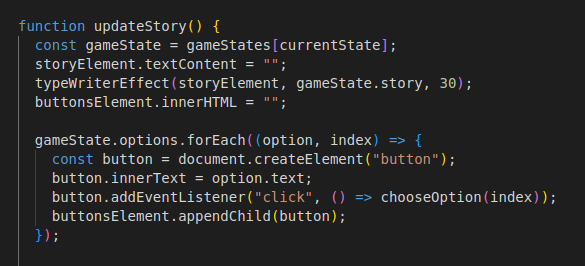 function updateStory() {
  const gameState = gameStates[currentState];
  storyElement.textContent = "";
  typeWriterEffect(storyElement, gameState.story, 30);
  buttonsElement.innerHTML = "";

  gameState.options.forEach((option, index) => {
    const button = document.createElement("button");
    button.innerText = option.text;
    button.addEventListener("click", () => chooseOption(index));
    buttonsElement.appendChild(button);
  });